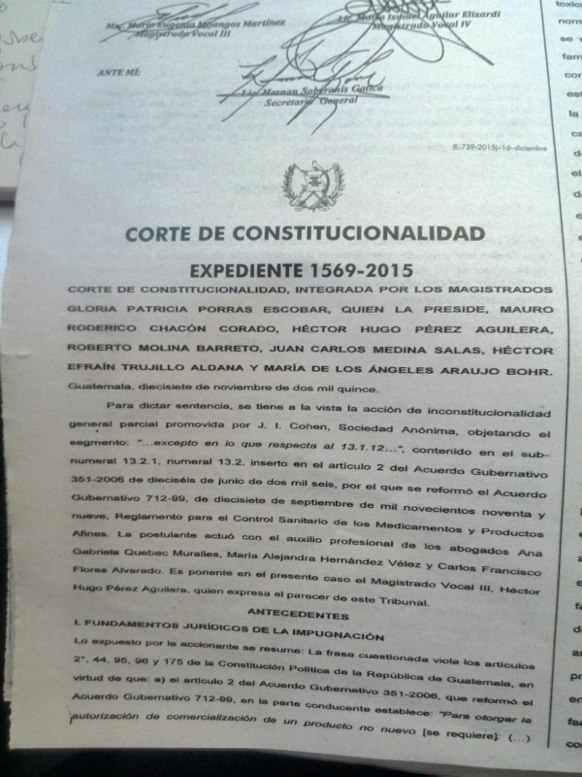 Mgs. María Eugenia Mijangos Martínez
Magistrado Vocal III
Lic. Mario Ismael Aguilar Elizardi
Magistrado Vocal IV
ANTE MÍ:
Lic. Hernan Soberanis Gatica
Secretario General
(E-739-2015)-16-diciembre
CORTE DE CONSTITUCIONALIDAD
EXPEDIENTE 1569-2015
CORTE DE CONSTITUCIONALIDAD, INTEGRADA POR LOS MAGISTRADOS
GLORIA PATRICIA PORRAS ESCOBAR, QUIEN LA PRESIDE, MAURO
RODERICO CHACÓN CORADO, HÉCTOR HUGO PÉREZ AGUILERA,
ROBERTO MOLINA BARRETO, JUAN CARLOS MEDINA SALAS, HÉCTOR
EFRAÍN TRUJILLO ALDANA Y MARÍA DE LOS ÁNGELES ARAUJO BOHR.
Guatemala, diecisiete de noviembre de dos mil quince.
Para dictar sentencia, se tiene a la vista la acción de inconstitucionalidad
general parcial promovida por J. I. Cohen, Sociedad Anónima, objetando el
segmento: "...excepto en lo que respecta al 13.1.12...", contenido en el sub-
numeral 13.2.1, numeral 13.2, inserto en el articulo 2 del Acuerdo Gubernativo
351-2006 de dieciséis de junio de dos mil seis, por el que se reformó el Acuerdo
Gubernativo 712-99, de diecisiete de septiembre de mil novecientos noventa y
nueve, Reglamento para el Control Sanitario de los Medicamentos y Productos
Afines. La postulante actuó con el auxilio profesional de los abogados Ana
Gabriela Quebec Muralles, María Alejandra Hernández Vélez y Carlos Francisco
Flores Alvarado. Es ponente en el presente caso el Magistrado Vocal III, Héctor
Hugo Pérez Aguilera, quien expresa el parecer de este Tribunal.
ANTECEDENTES
I. FUNDAMENTOS JURÍDICOS DE LA IMPUGNACIÓN
Lo expuesto por la accionante se resume: La frase cuestionada viola los artículos
2°, 44, 95, 96 y 175 de la Constitución Política de la República de Guatemala, en
virtud de que: a) el artículo 2 del Acuerdo Gubernativo 351-2006, que reformó el
Acuerdo Gubernativo 712-99, en la parte conducente establece: "Para otorgar la
autorización de comercialización de un producto no nuevo [se requiere]: (...)